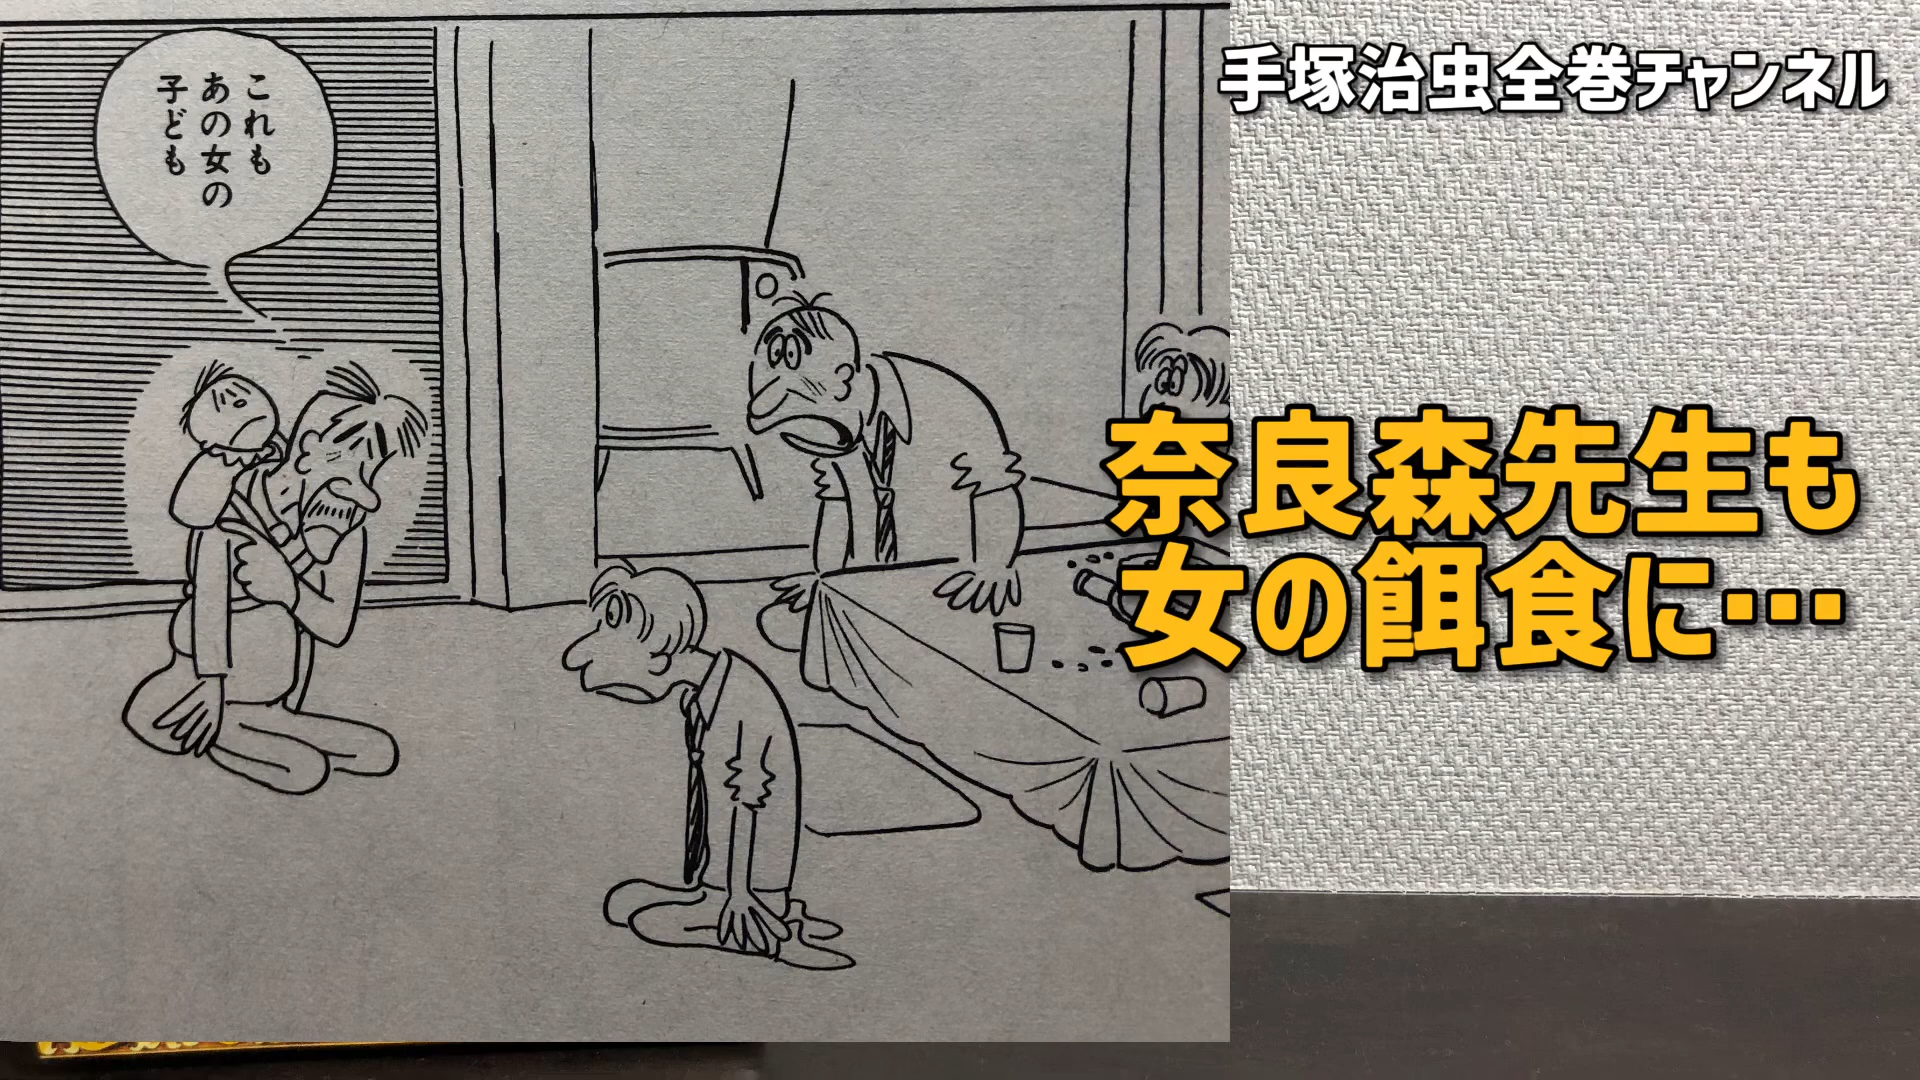 これも
あの女の
子ども
手塚治虫全巻チャンネル
奈良森先生も
女の餌食に…